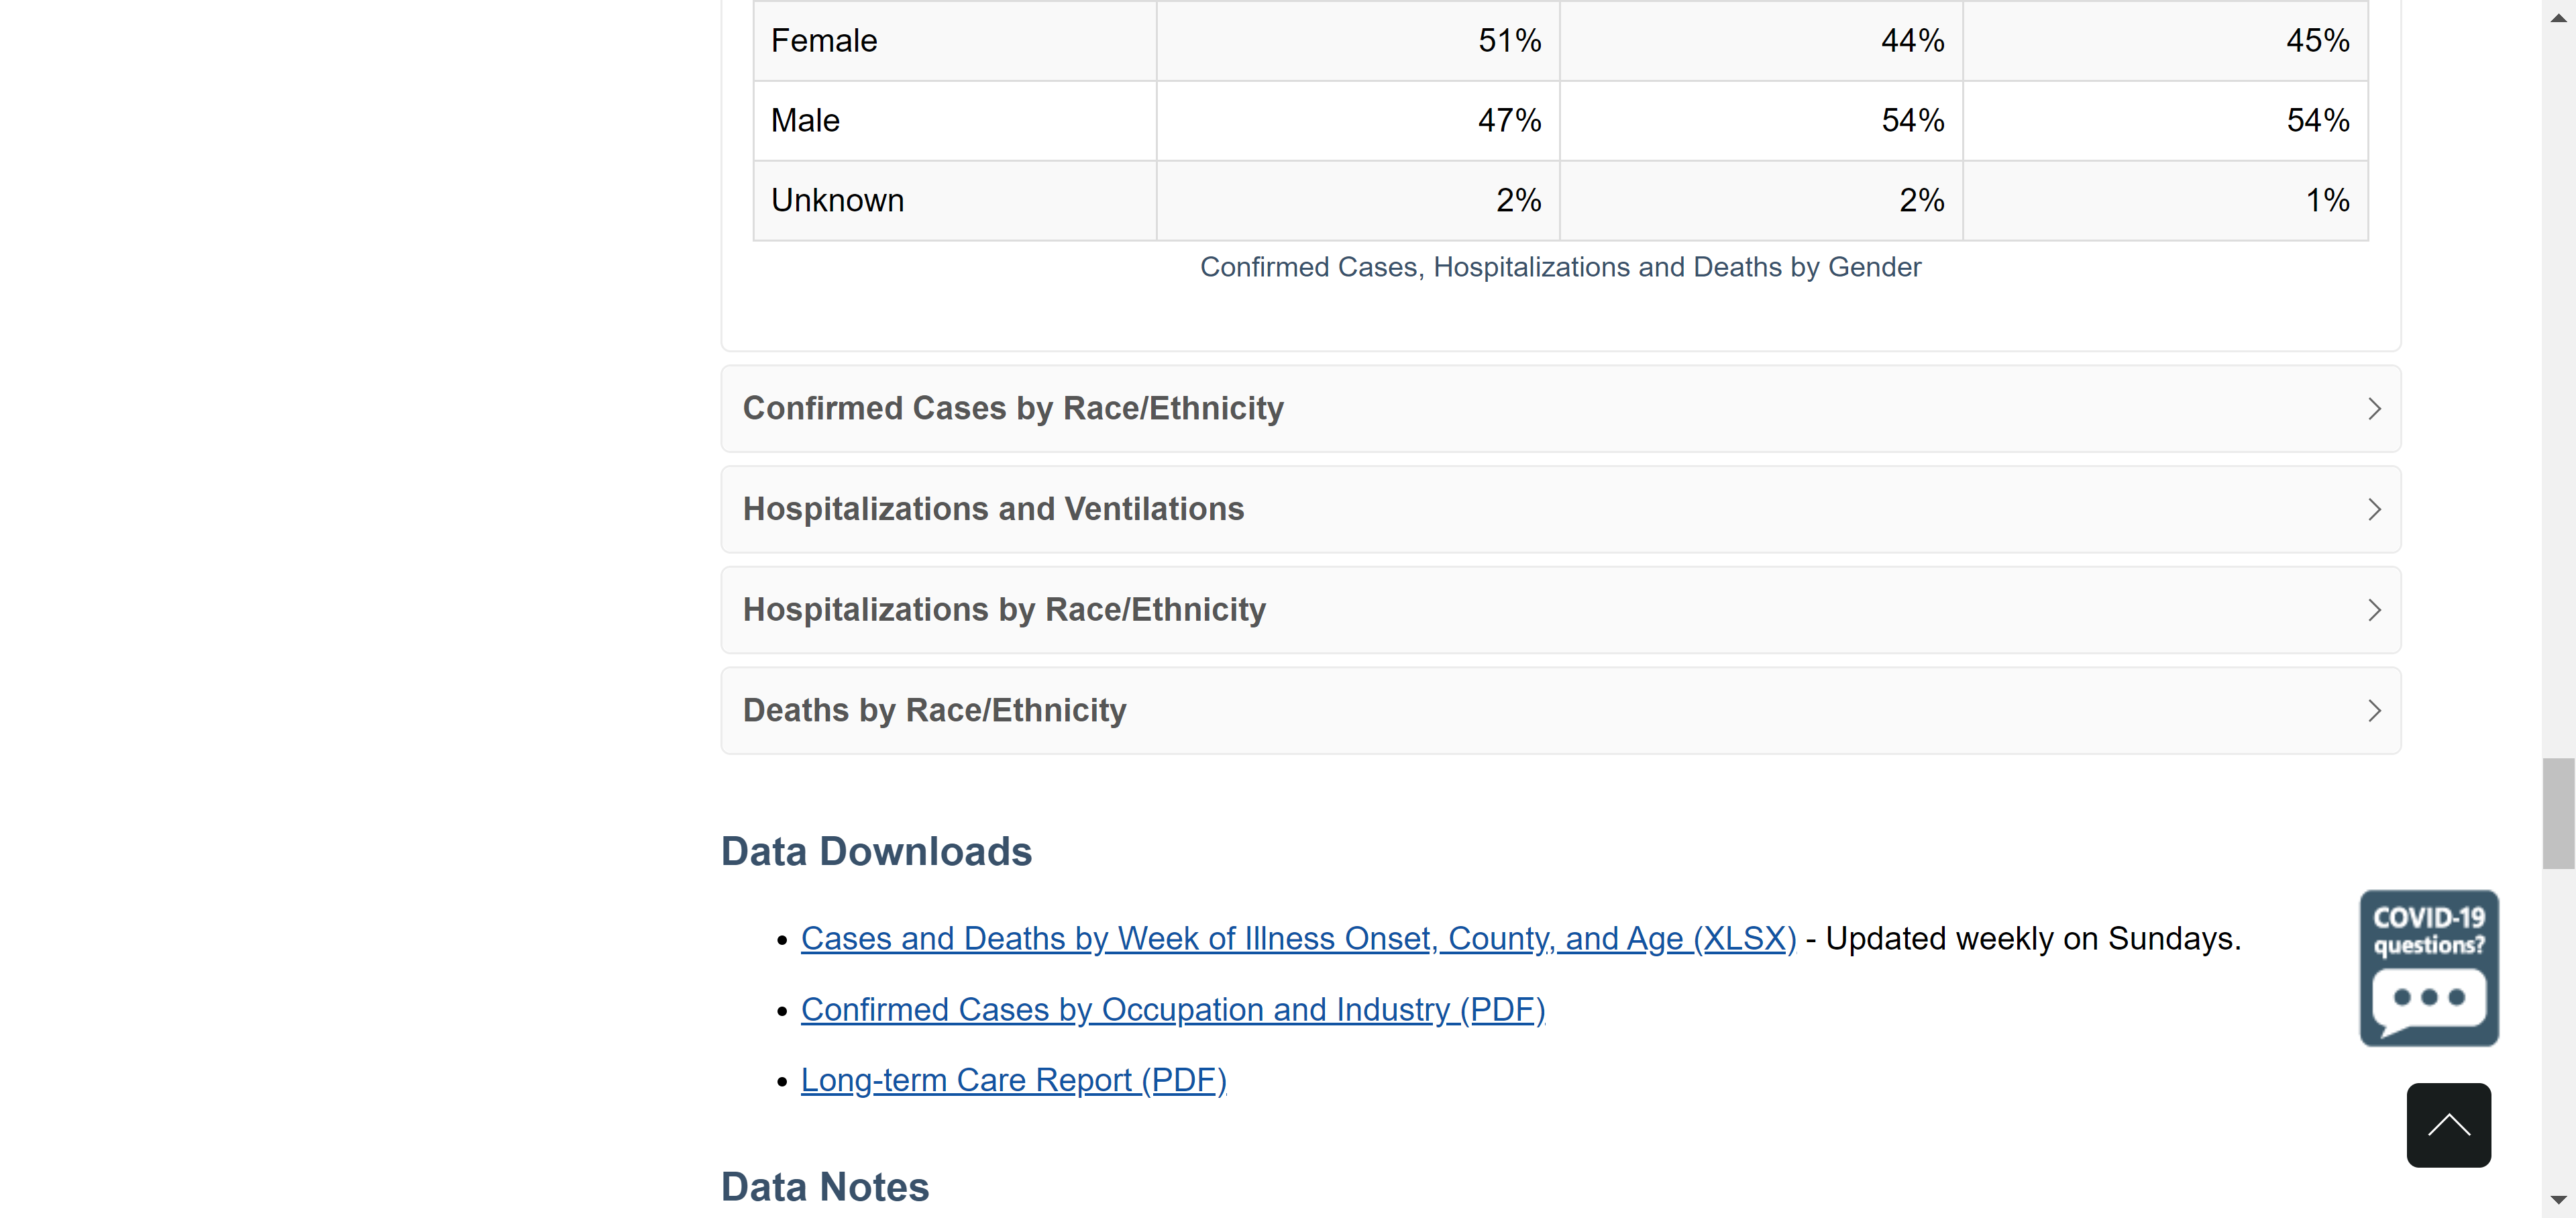 Female 51% 44% 45%
Male 47% 54% 54%
Unknown 2% 2% 1%
Confirmed Cases, Hospitalizations and Deaths by Gender
Confirmed Cases by Race/Ethnicity
Hospitalizations and Ventilations
Hospitalizations by Race/Ethnicity
Deaths by Race/Ethnicity
Data Downloads
Cases and Deaths by Week of Illness Onset, County, and Age (XLSX) - Updated weekly on Sundays.
Confirmed Cases by Occupation and Industry (PDF)
Long-term Care Report (PDF)
COVID-19
questions?
Data Notes